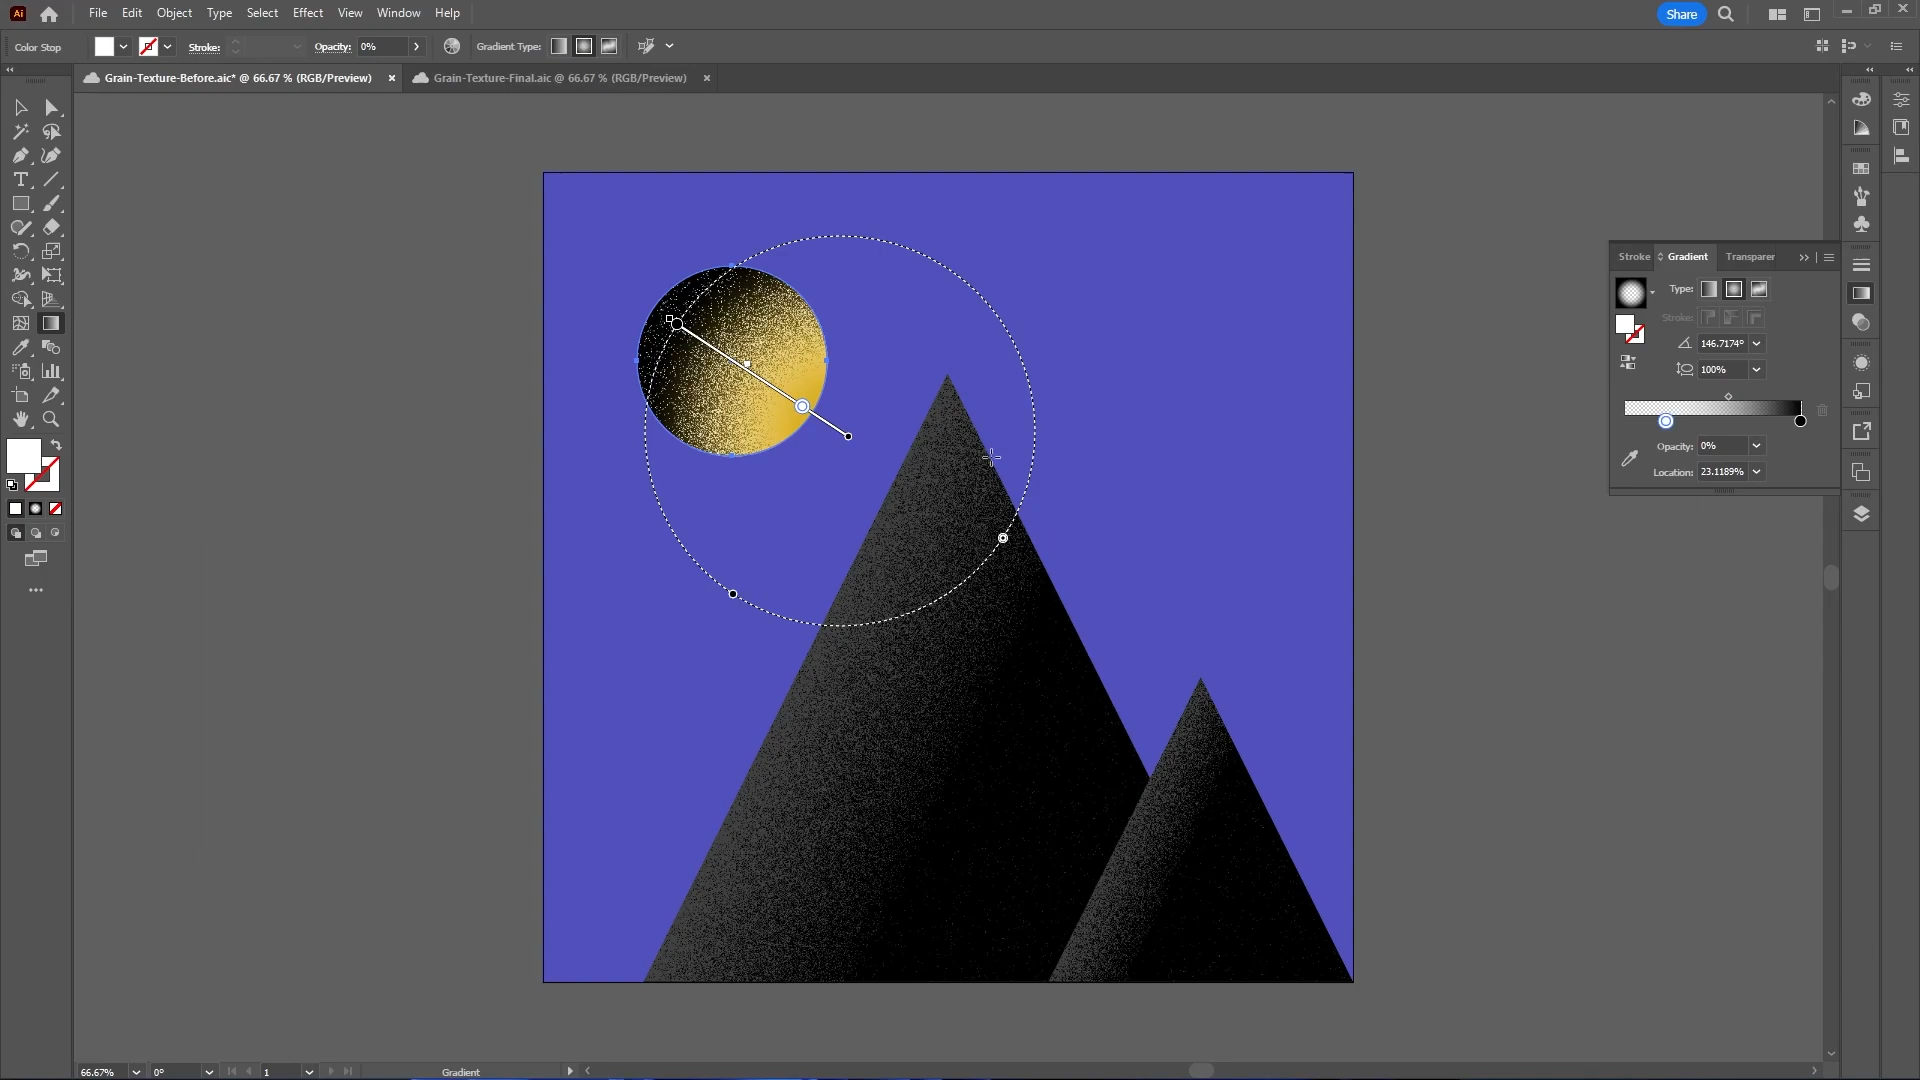 Ai File Edit Object Type Select Effect View Window Help Share
Color Stop Stroke: Opacity: 0% Gradient Type:
Grain-Texture-Before.aic* @ 66.67 % (RGB/Preview) × Grain-Texture-Final.aic @ 66.67 % (RGB/Preview) ×
Stroke Gradient Transparer
Type:
Stroke:
146.7174°
100%
Opacity: 0%
Location: 23.1189%
66.67% 0° 1 Gradient